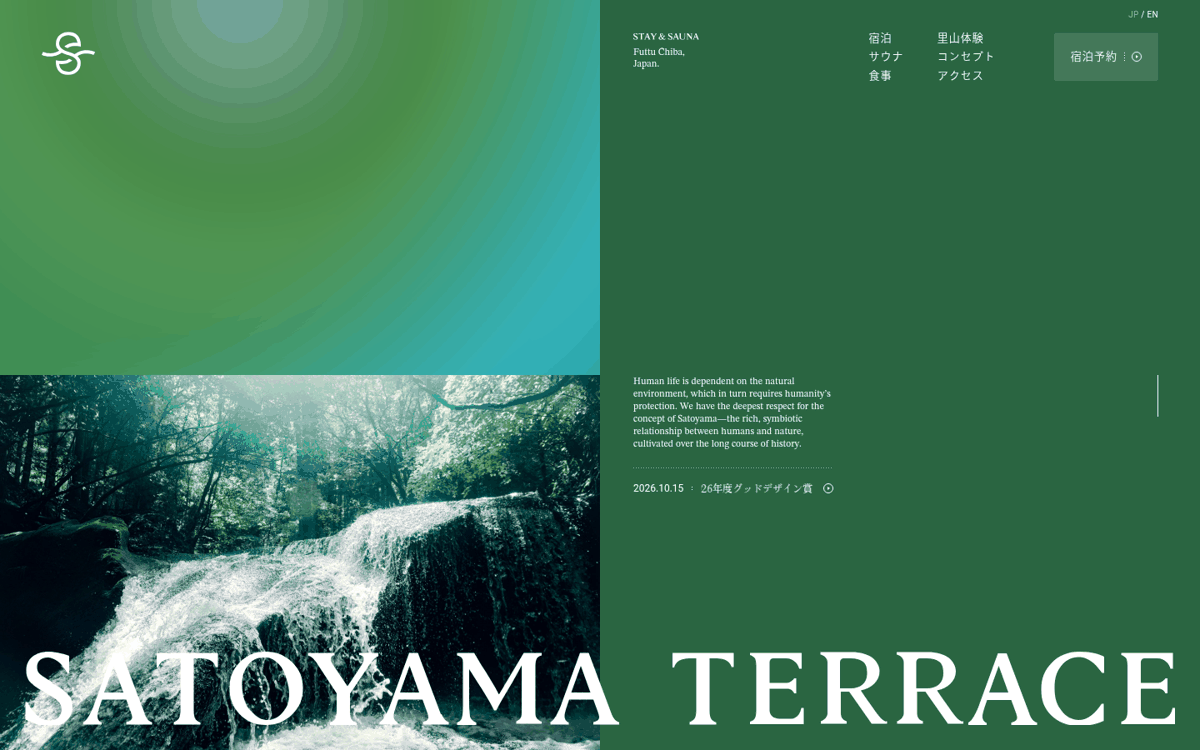 JP / EN
STAY & SAUNA
Futtu Chiba,
Japan.
宿泊
サウナ
食事
里山体験
コンセプト
アクセス
宿泊予約
Human life is dependent on the natural
environment, which in turn requires humanity's
protection. We have the deepest respect for the
concept of Satoyama—the rich, symbiotic
relationship between humans and nature,
cultivated over the long course of history.
2026.10.15 : 26年度グッドデザイン賞
SATOYAMA TERRACE